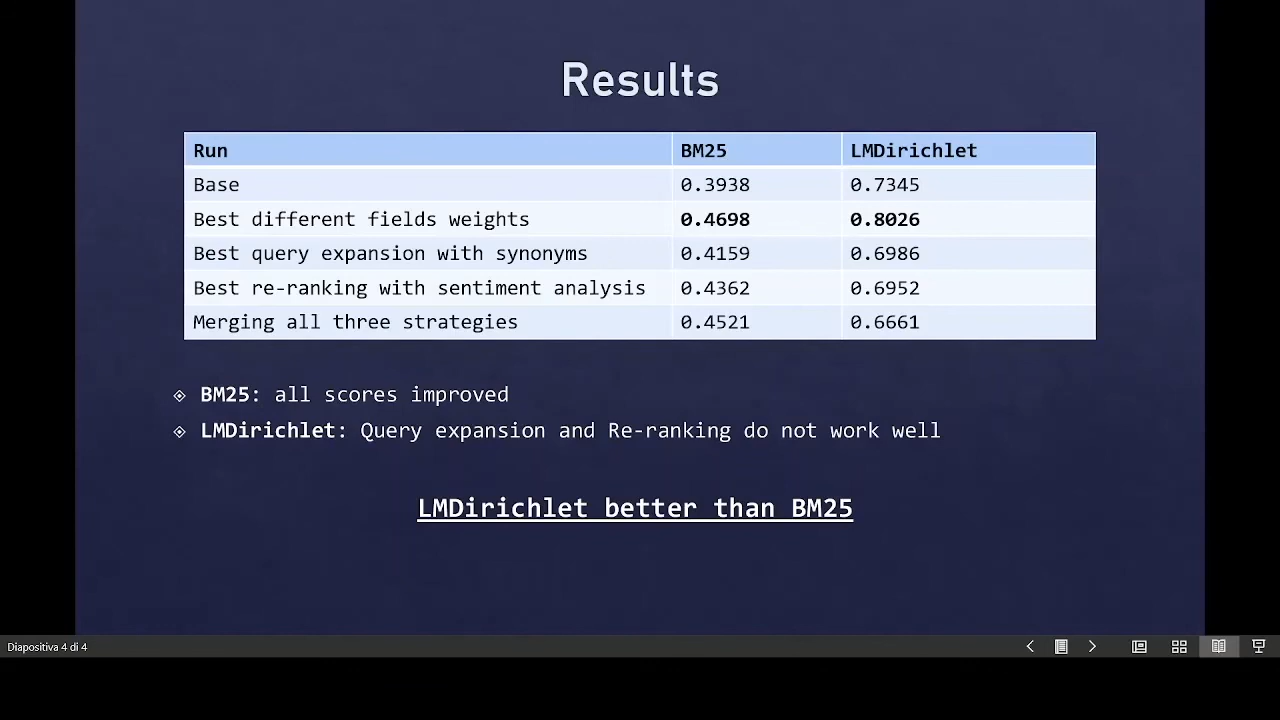 Results
Run BM25 LMDirichlet
Base 0.3938 0.7345
Best different fields weights 0.4698 0.8026
Best query expansion with synonyms 0.4159 0.6986
Best re-ranking with sentiment analysis 0.4362 0.6952
Merging all three strategies 0.4521 0.6661
BM25: all scores improved
LMDirichlet: Query expansion and Re-ranking do not work well
LMDirichlet better than BM25
Diapositiva 4 di 4